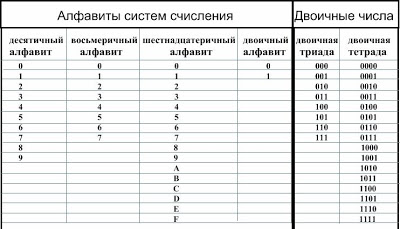 Алфавиты систем счисления Двоичные числа
десятичный алфавит восьмеричный алфавит шестнадцатеричный алфавит двоичный алфавит двоичная триада двоичная тетрада
0 0 0 0 000 0000
1 1 1 1 001 0001
2 2 2 010 0010
3 3 3 011 0011
4 4 4 100 0100
5 5 5 101 0101
6 6 6 110 0110
7 7 7 111 0111
8 8 1000
9 9 1001
A 1010
B 1011
C 1100
D 1101
E 1110
F 1111